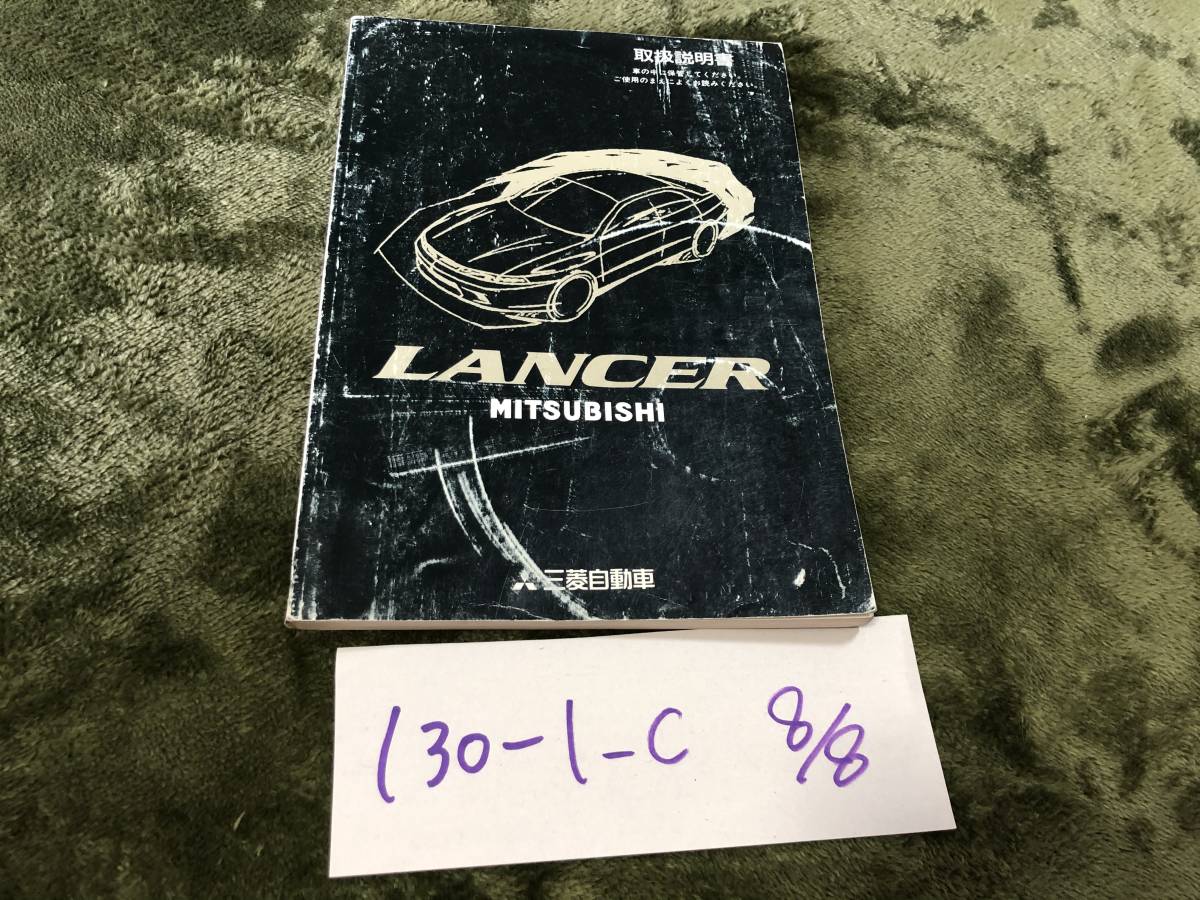 取扱説明書
車の中に保管してください。
ご使用のまえによくお読みください。
LANCER
MITSUBISHI
三菱自動車
130-1-C 8/8